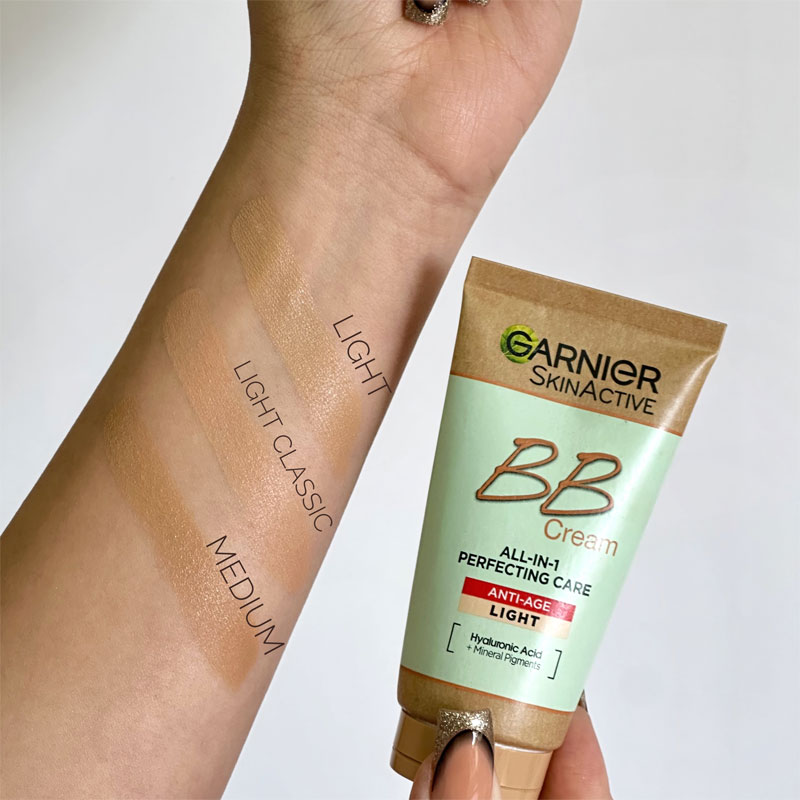 LIGHT
LIGHT CLASSIC
MEDIUM
GARNIER
SKINACTIVE
BB
Cream
ALL-IN-1
PERFECTING CARE
ANTI-AGE
LIGHT
Hyaluronic Acid
+ Mineral Pigments